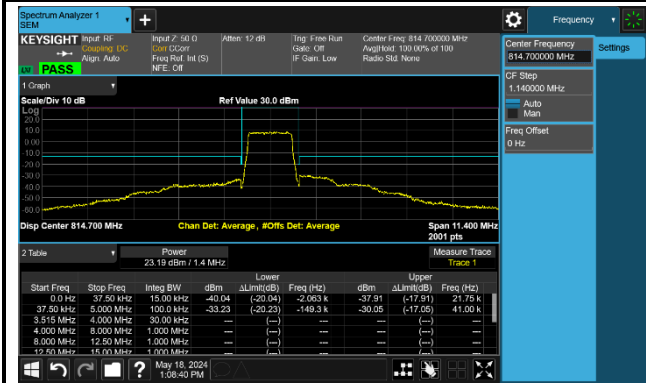 Spectrum Analyzer 1
SEM
Frequency
KEYSIGHT Input: RF
Coupling: DC
Align: Auto
Input Z: 50 Ω
Corr CCorr
Freq Ref: Int (S)
NFE: Off
Atten: 12 dB
Trig: Free Run
Gate: Off
IF Gain: Low
Center Freq: 814.700000 MHz
Avg|Hold: 100.00% of 100
Radio Std: None
PASS
Center Frequency
814.700000 MHz
Settings
CF Step
1.140000 MHz
Auto
Man
Freq Offset
0 Hz
1 Graph
Scale/Div 10 dB
Ref Value 30.0 dBm
Log
20.0
10.0
0.00
-10.0
-20.0
-30.0
-40.0
-50.0
-60.0
Disp Center 814.700 MHz
Chan Det: Average , #Offs Det: Average
Span 11.400 MHz
2001 pts
2 Table
Power
23.19 dBm / 1.4 MHz
Measure Trace
Trace 1
Lower Upper
Start Freq Stop Freq Integ BW dBm ΔLimit(dB) Freq (Hz) dBm ΔLimit(dB) Freq (Hz)
0.0 Hz 37.50 kHz 15.00 kHz -40.04 (-20.04) -2.063 k -37.91 (-17.91) 21.75 k
37.50 kHz 5.000 MHz 100.0 kHz -33.23 (-20.23) -149.3 k -30.05 (-17.05) 41.00 k
3.515 MHz 4.000 MHz 30.00 kHz --- (---) --- --- (---) ---
4.000 MHz 8.000 MHz 1.000 MHz --- (---) --- --- (---) ---
8.000 MHz 12.50 MHz 1.000 MHz --- (---) --- --- (---) ---
12.50 MHz 15.00 MHz 1.000 MHz --- (---) --- --- (---) ---
May 18, 2024
1:08:40 PM